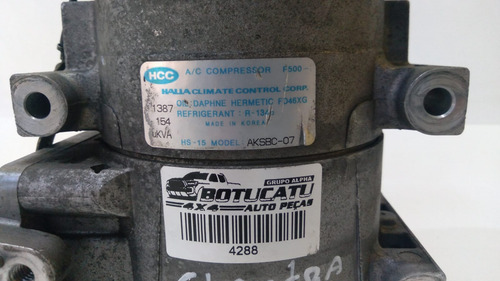 HCC A/C COMPRESSOR F500-
HALLA CLIMATE CONTROL CORP.
1387 OIL:DAPHNE HERMETIC
REFRIGERANT : R-134a
154 MADE IN KOREA
UKVA
HS-15 MODEL AKSBC-07
GRUPO ALPHA
BOTUCATU
4X4 AUTO PEÇAS
4288